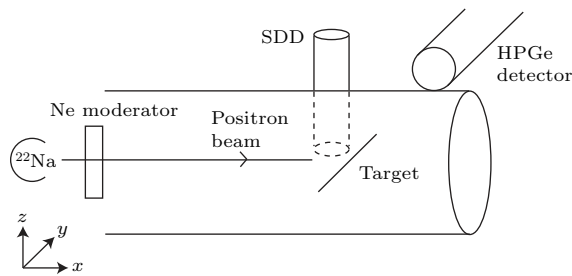 SDD
HPGe
detector
Ne moderator
Positron
beam
²²Na
Target
z
y
x